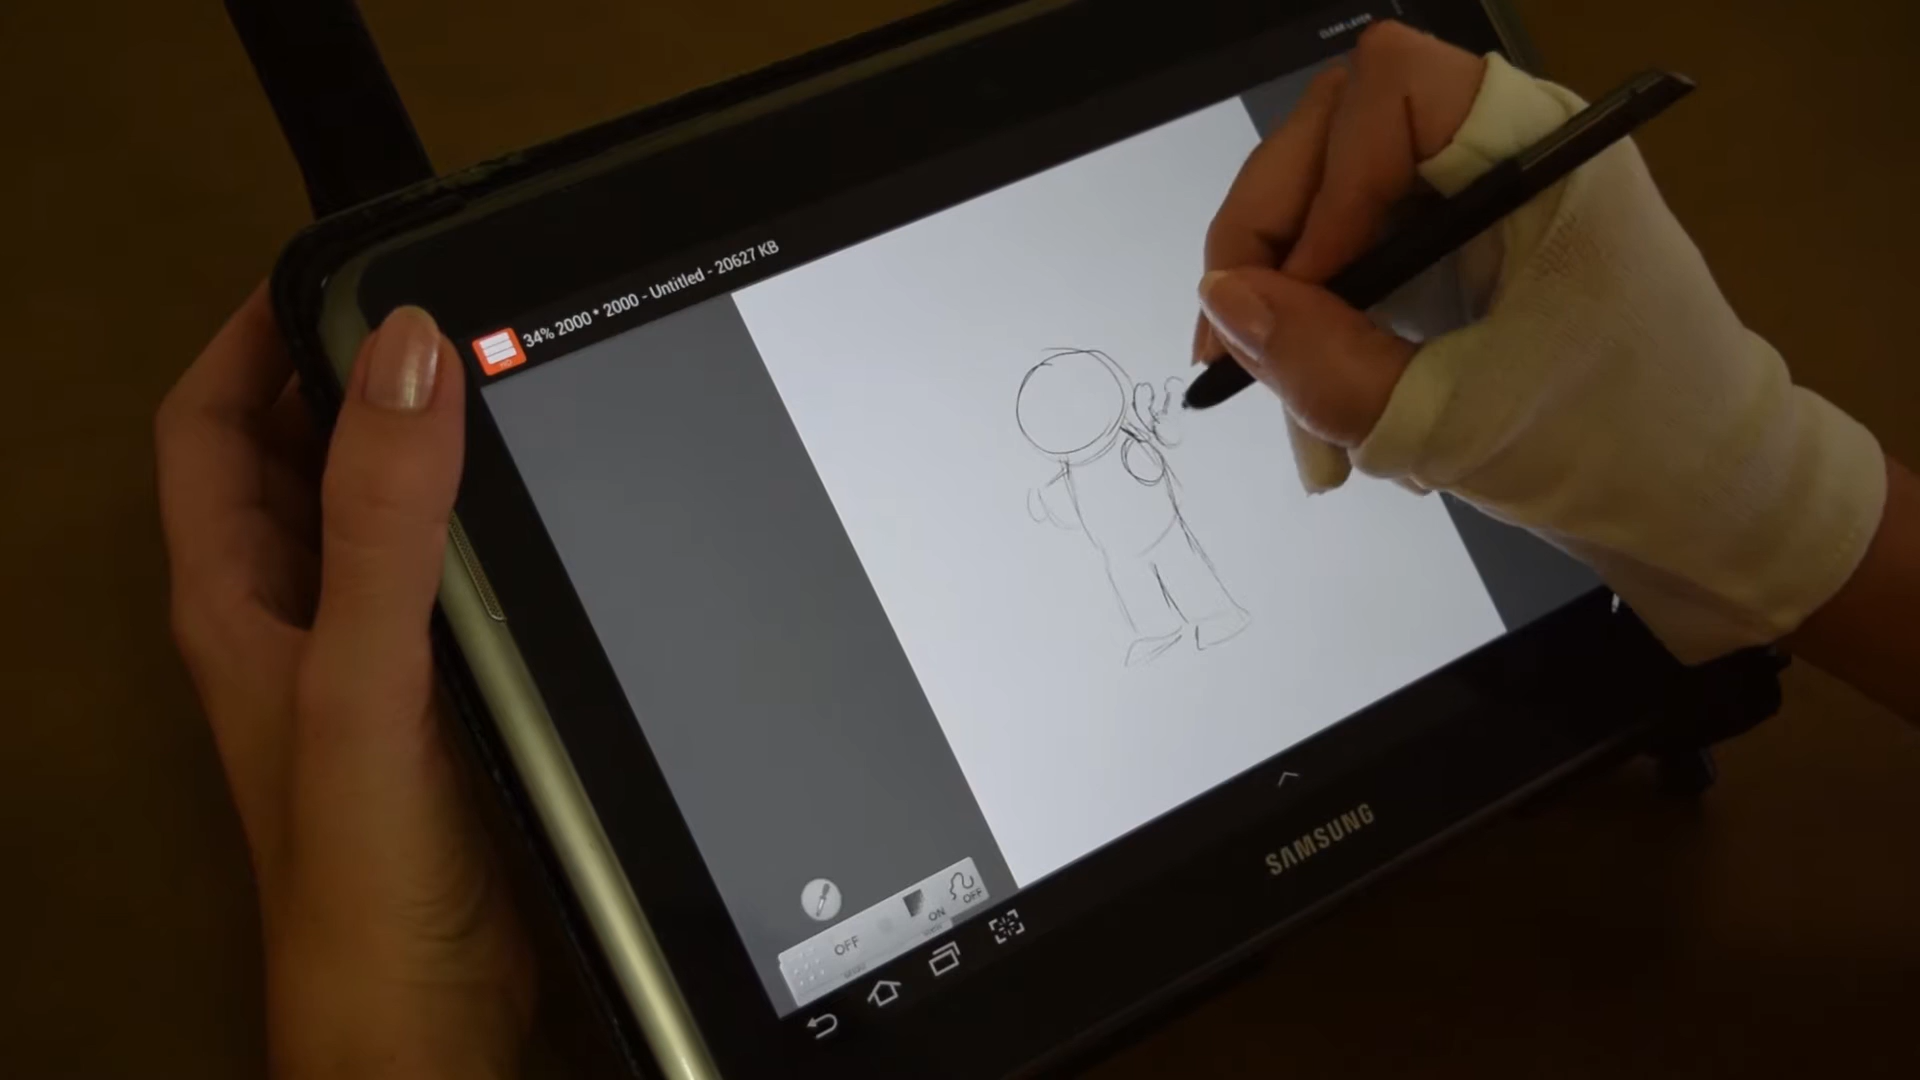 CLEAR LAYER
34% 2000 * 2000 - Untitled - 20627 KB
OFF
ON
OFF
SAMSUNG